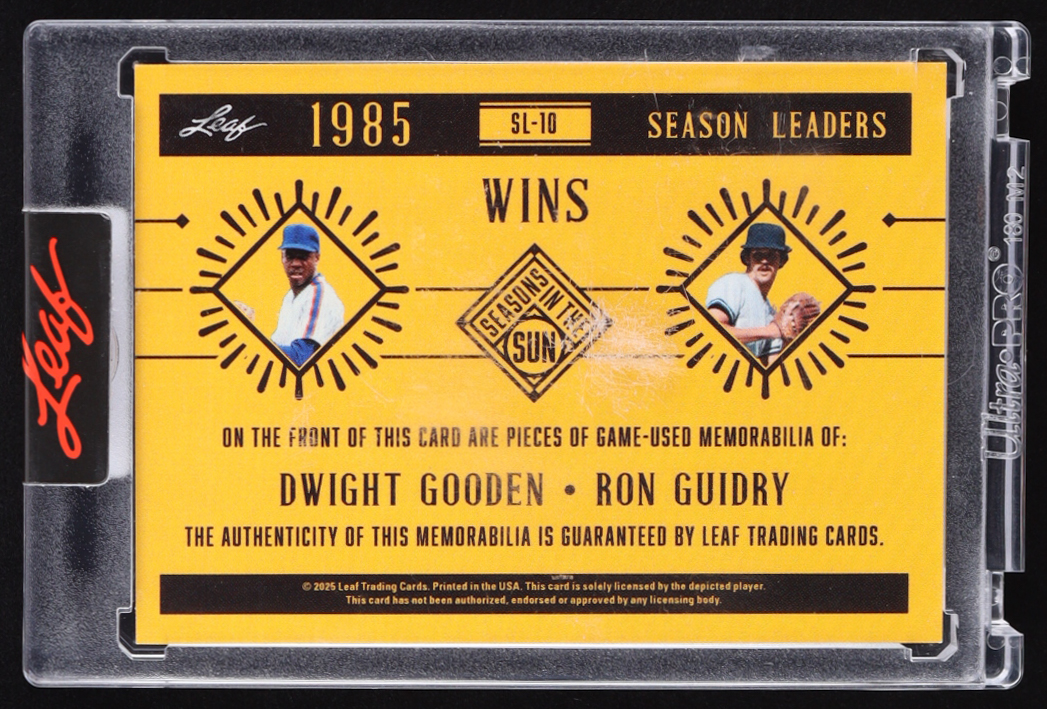 Leaf
1985
SL-10
SEASON LEADERS
WINS
SEASONS IN THE
SUN
ON THE FRONT OF THIS CARD ARE PIECES OF GAME-USED MEMORABILIA OF:
DWIGHT GOODEN • RON GUIDRY
THE AUTHENTICITY OF THIS MEMORABILIA IS GUARANTEED BY LEAF TRADING CARDS.
© 2025 Leaf Trading Cards. Printed in the USA. This card is solely licensed by the depicted player.
This card has not been authorized, endorsed or approved by any licensing body.
Leaf
Ultra PRO® 180 M2